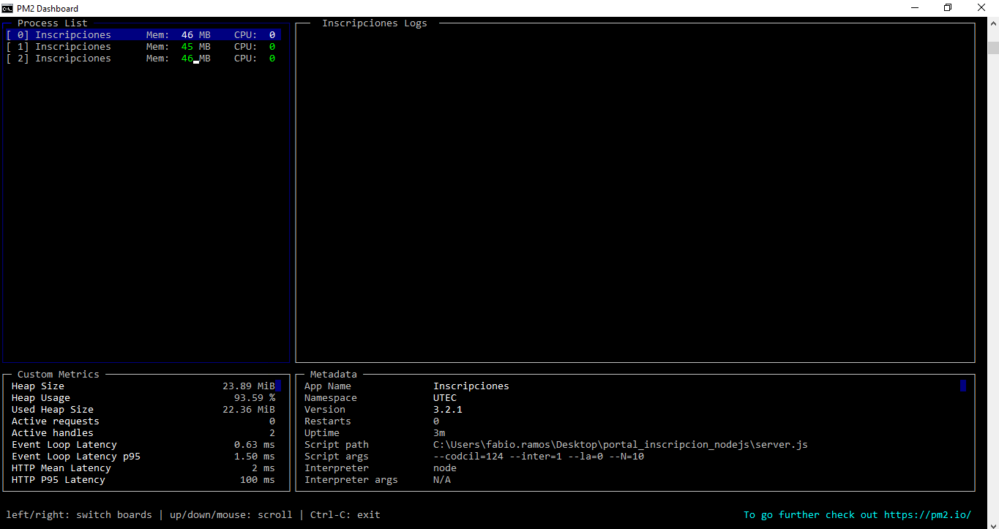 PM2 Dashboard
Process List
[ 0] Inscripciones Mem: 46 MB CPU: 0
[ 1] Inscripciones Mem: 45 MB CPU: 0
[ 2] Inscripciones Mem: 46 MB CPU: 0
Inscripciones Logs
Custom Metrics
Heap Size 23.89 MiB
Heap Usage 93.59 %
Used Heap Size 22.36 MiB
Active requests 0
Active handles 2
Event Loop Latency 0.63 ms
Event Loop Latency p95 1.50 ms
HTTP Mean Latency 2 ms
HTTP P95 Latency 100 ms
Metadata
App Name Inscripciones
Namespace UTEC
Version 3.2.1
Restarts 0
Uptime 3m
Script path C:\Users\fabio.ramos\Desktop\portal_inscripcion_nodejs\server.js
Script args --codcil=124 --inter=1 --la=0 --N=10
Interpreter node
Interpreter args N/A
left/right: switch boards | up/down/mouse: scroll | Ctrl-C: exit To go further check out https://pm2.io/